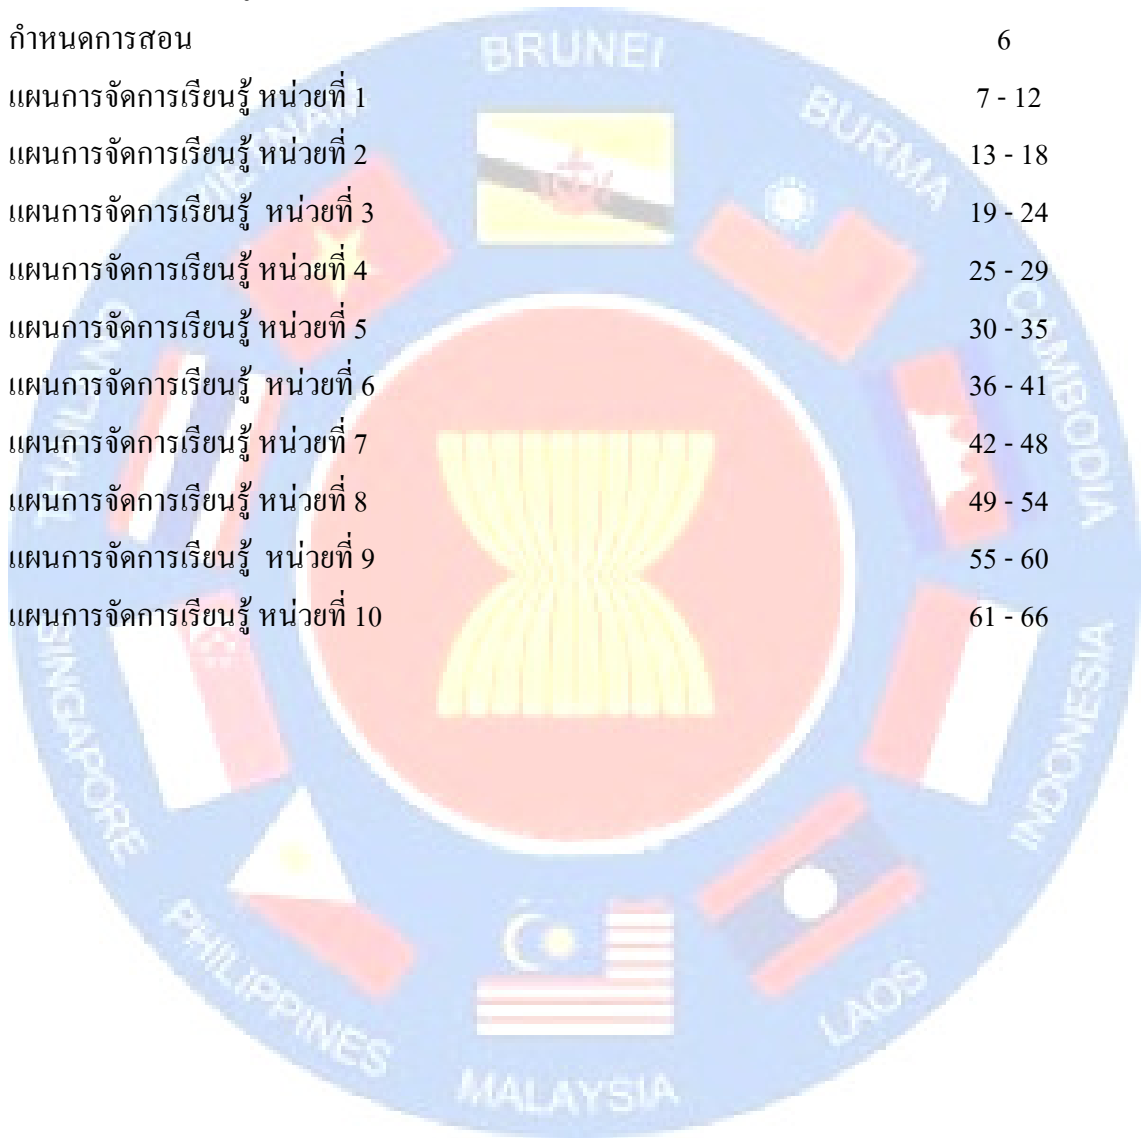 กำหนดการสอน 6
แผนการจัดการเรียนรู้ หน่วยที่ 1 7 - 12
แผนการจัดการเรียนรู้ หน่วยที่ 2 13 - 18
แผนการจัดการเรียนรู้ หน่วยที่ 3 19 - 24
แผนการจัดการเรียนรู้ หน่วยที่ 4 25 - 29
แผนการจัดการเรียนรู้ หน่วยที่ 5 30 - 35
แผนการจัดการเรียนรู้ หน่วยที่ 6 36 - 41
แผนการจัดการเรียนรู้ หน่วยที่ 7 42 - 48
แผนการจัดการเรียนรู้ หน่วยที่ 8 49 - 54
แผนการจัดการเรียนรู้ หน่วยที่ 9 55 - 60
แผนการจัดการเรียนรู้ หน่วยที่ 10 61 - 66
BRUNEI
BURMA
CAMBODIA
INDONESIA
LAOS
MALAYSIA
PHILIPPINES
SINGAPORE
THAILAND
VIETNAM